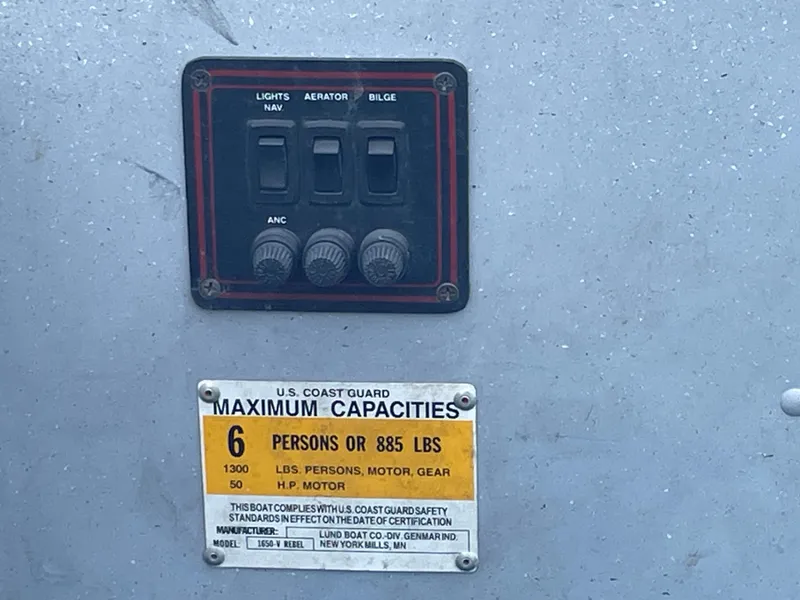 LIGHTS AERATOR BILGE
NAV
ANC
U.S. COAST GUARD
MAXIMUM CAPACITIES
6 PERSONS OR 885 LBS
1300 LBS. PERSONS, MOTOR, GEAR
50 H.P. MOTOR
THIS BOAT COMPLIES WITH U.S. COAST GUARD SAFETY
STANDARDS IN EFFECT ON THE DATE OF CERTIFICATION
MANUFACTURER: LUND BOAT CO.-DIV. GENMAR IND.
MODEL: 1650-V REBEL NEW YORK MILLS, MN